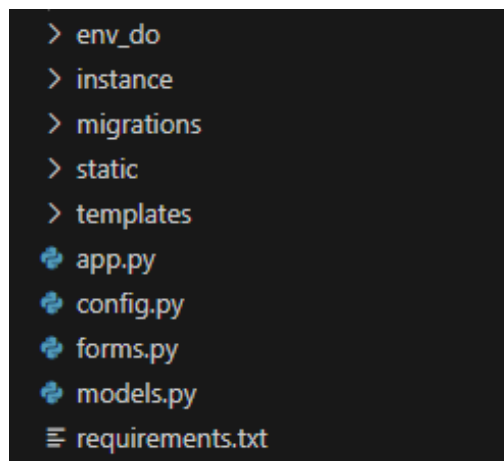 env_do
instance
migrations
static
templates
app.py
config.py
forms.py
models.py
requirements.txt